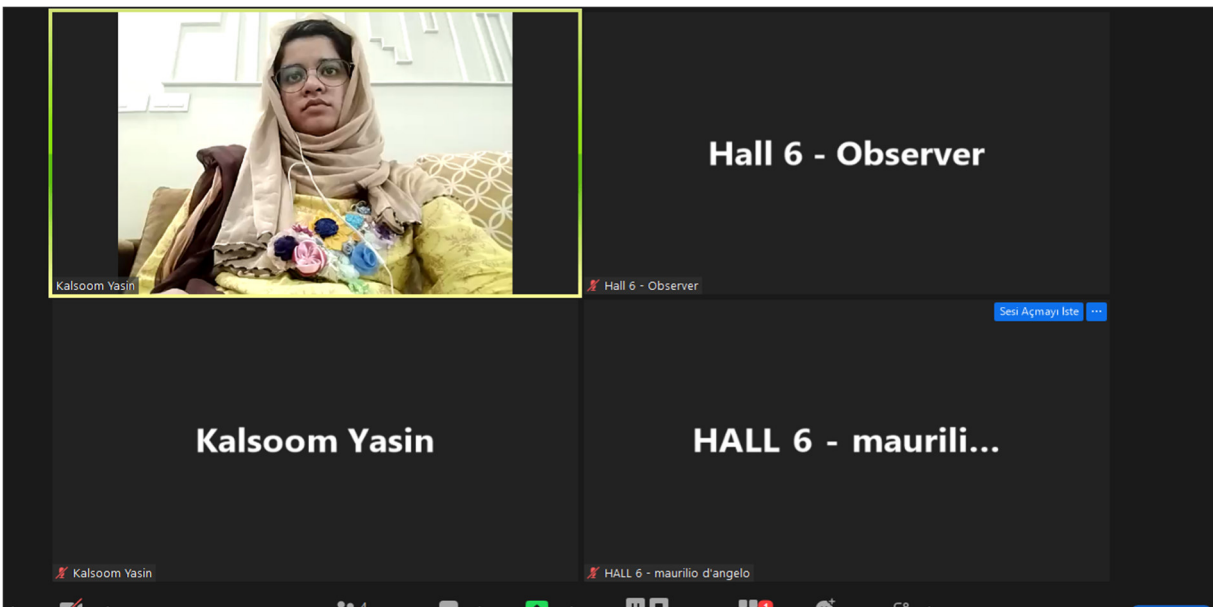 Kalsoom Yasin
Hall 6 - Observer
Hall 6 - Observer
Sesi Açmayı İste ...
Kalsoom Yasin
HALL 6 - maurili...
Kalsoom Yasin
HALL 6 - maurilio d'angelo